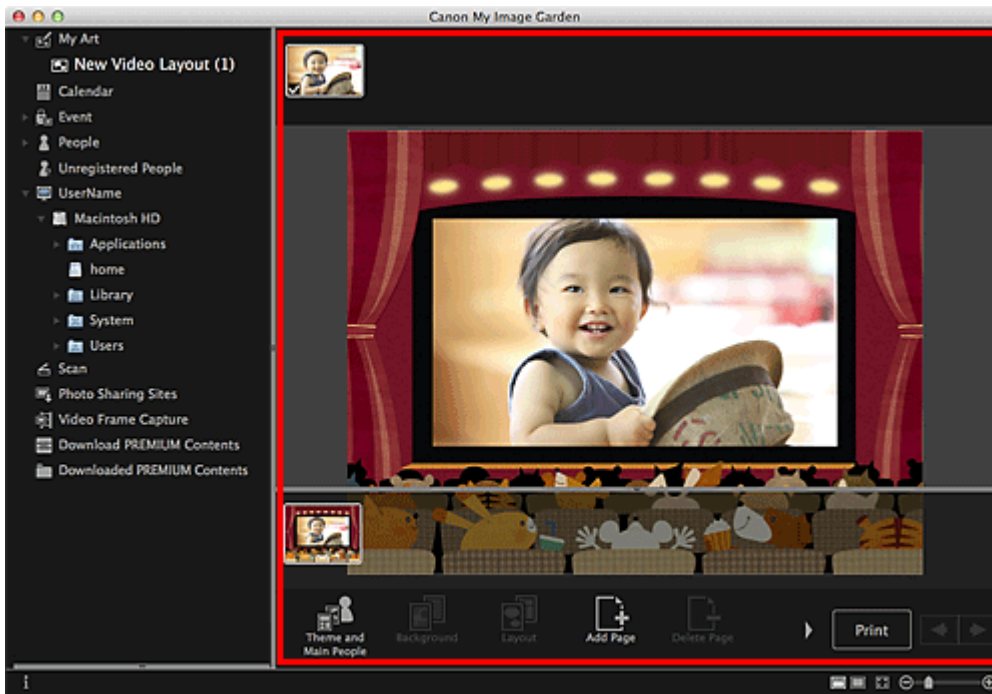 Canon My Image Garden
My Art
New Video Layout (1)
Calendar
Event
People
Unregistered People
UserName
Macintosh HD
Applications
home
Library
System
Users
Scan
Photo Sharing Sites
Video Frame Capture
Download PREMIUM Contents
Downloaded PREMIUM Contents
Theme and
Main People
Background
Layout
Add Page
Delete Page
Print